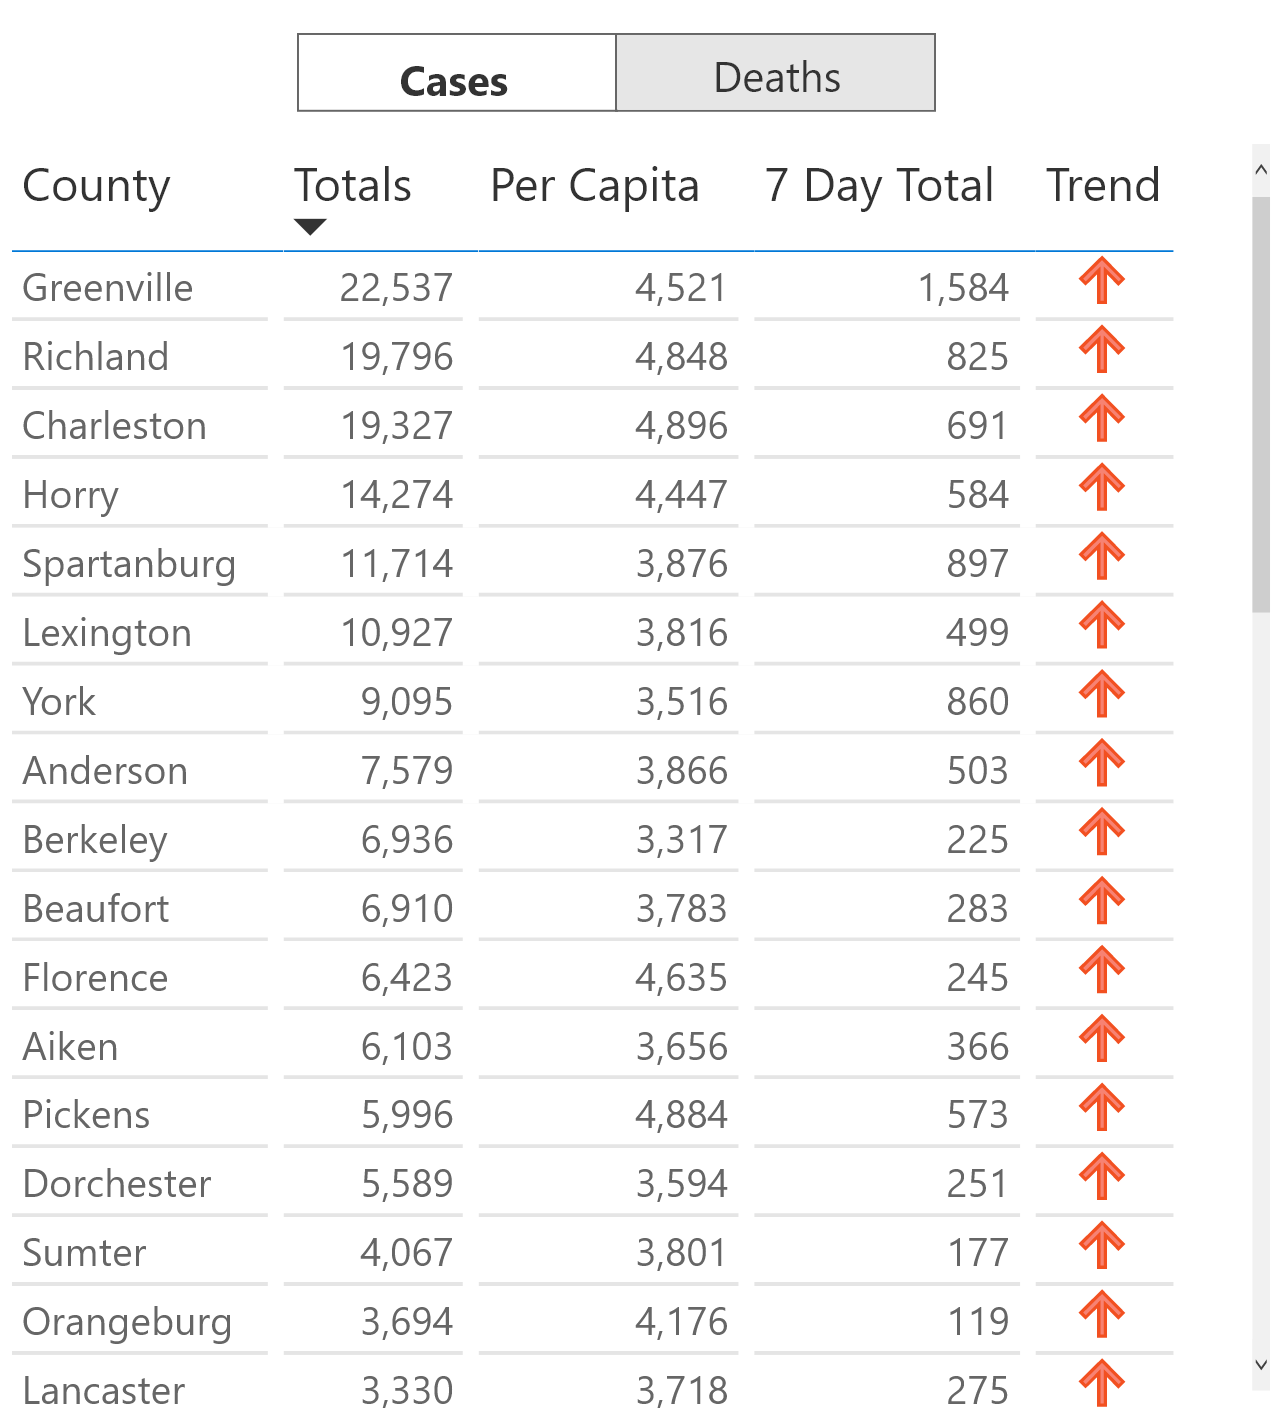 Cases Deaths
County Totals Per Capita 7 Day Total Trend
Greenville 22,537 4,521 1,584
Richland 19,796 4,848 825
Charleston 19,327 4,896 691
Horry 14,274 4,447 584
Spartanburg 11,714 3,876 897
Lexington 10,927 3,816 499
York 9,095 3,516 860
Anderson 7,579 3,866 503
Berkeley 6,936 3,317 225
Beaufort 6,910 3,783 283
Florence 6,423 4,635 245
Aiken 6,103 3,656 366
Pickens 5,996 4,884 573
Dorchester 5,589 3,594 251
Sumter 4,067 3,801 177
Orangeburg 3,694 4,176 119
Lancaster 3,330 3,718 275